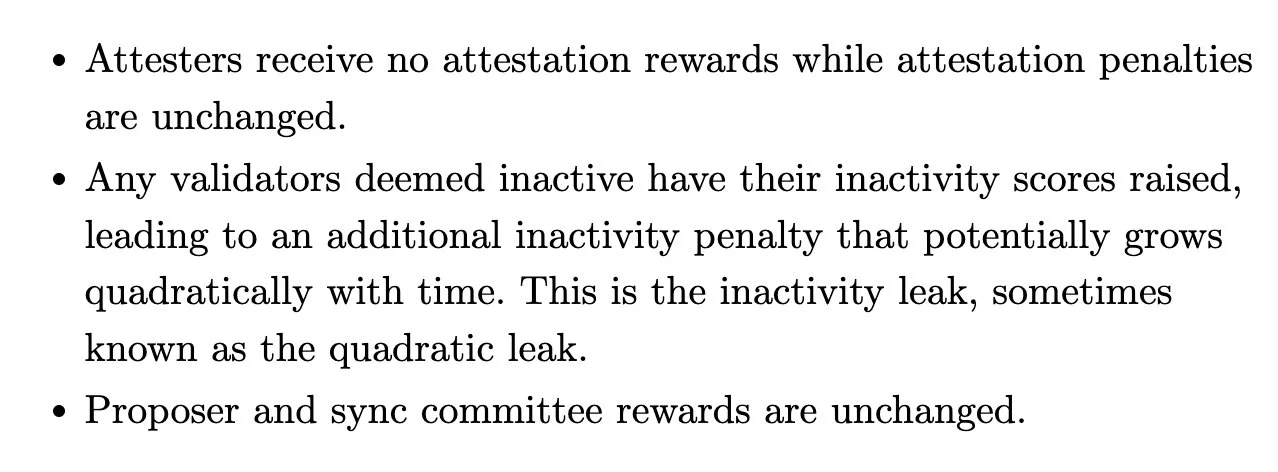 • Attesters receive no attestation rewards while attestation penalties
are unchanged.
• Any validators deemed inactive have their inactivity scores raised,
leading to an additional inactivity penalty that potentially grows
quadratically with time. This is the inactivity leak, sometimes
known as the quadratic leak.
• Proposer and sync committee rewards are unchanged.